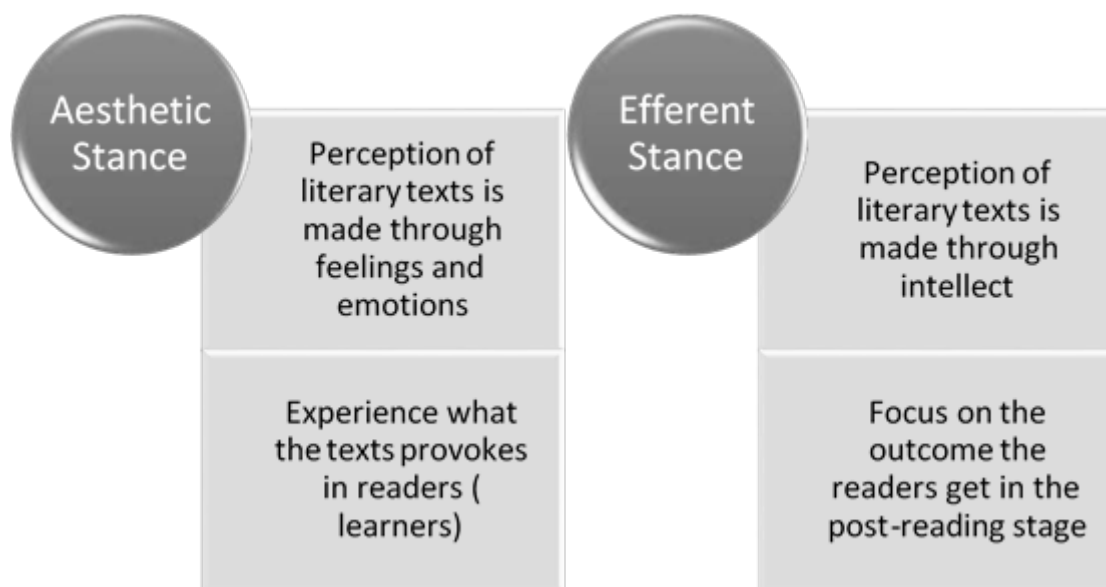 Aesthetic
Stance
Perception of
literary texts is
made through
feelings and
emotions
Experience what
the texts provokes
in readers (
learners)
Efferent
Stance
Perception of
literary texts is
made through
intellect
Focus on the
outcome the
readers get in the
post-reading stage